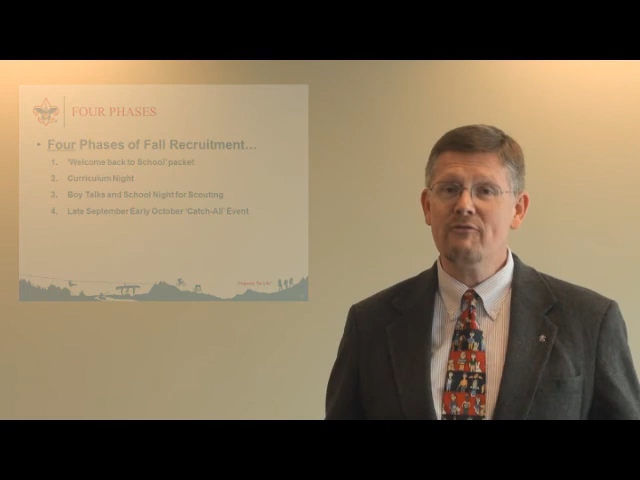 FOUR PHASES
• Four Phases of Fall Recruitment...
1. 'Welcome back to School' packet
2. Curriculum Night
3. Boy Talks and School Night for Scouting
4. Late September Early October 'Catch-All' Event